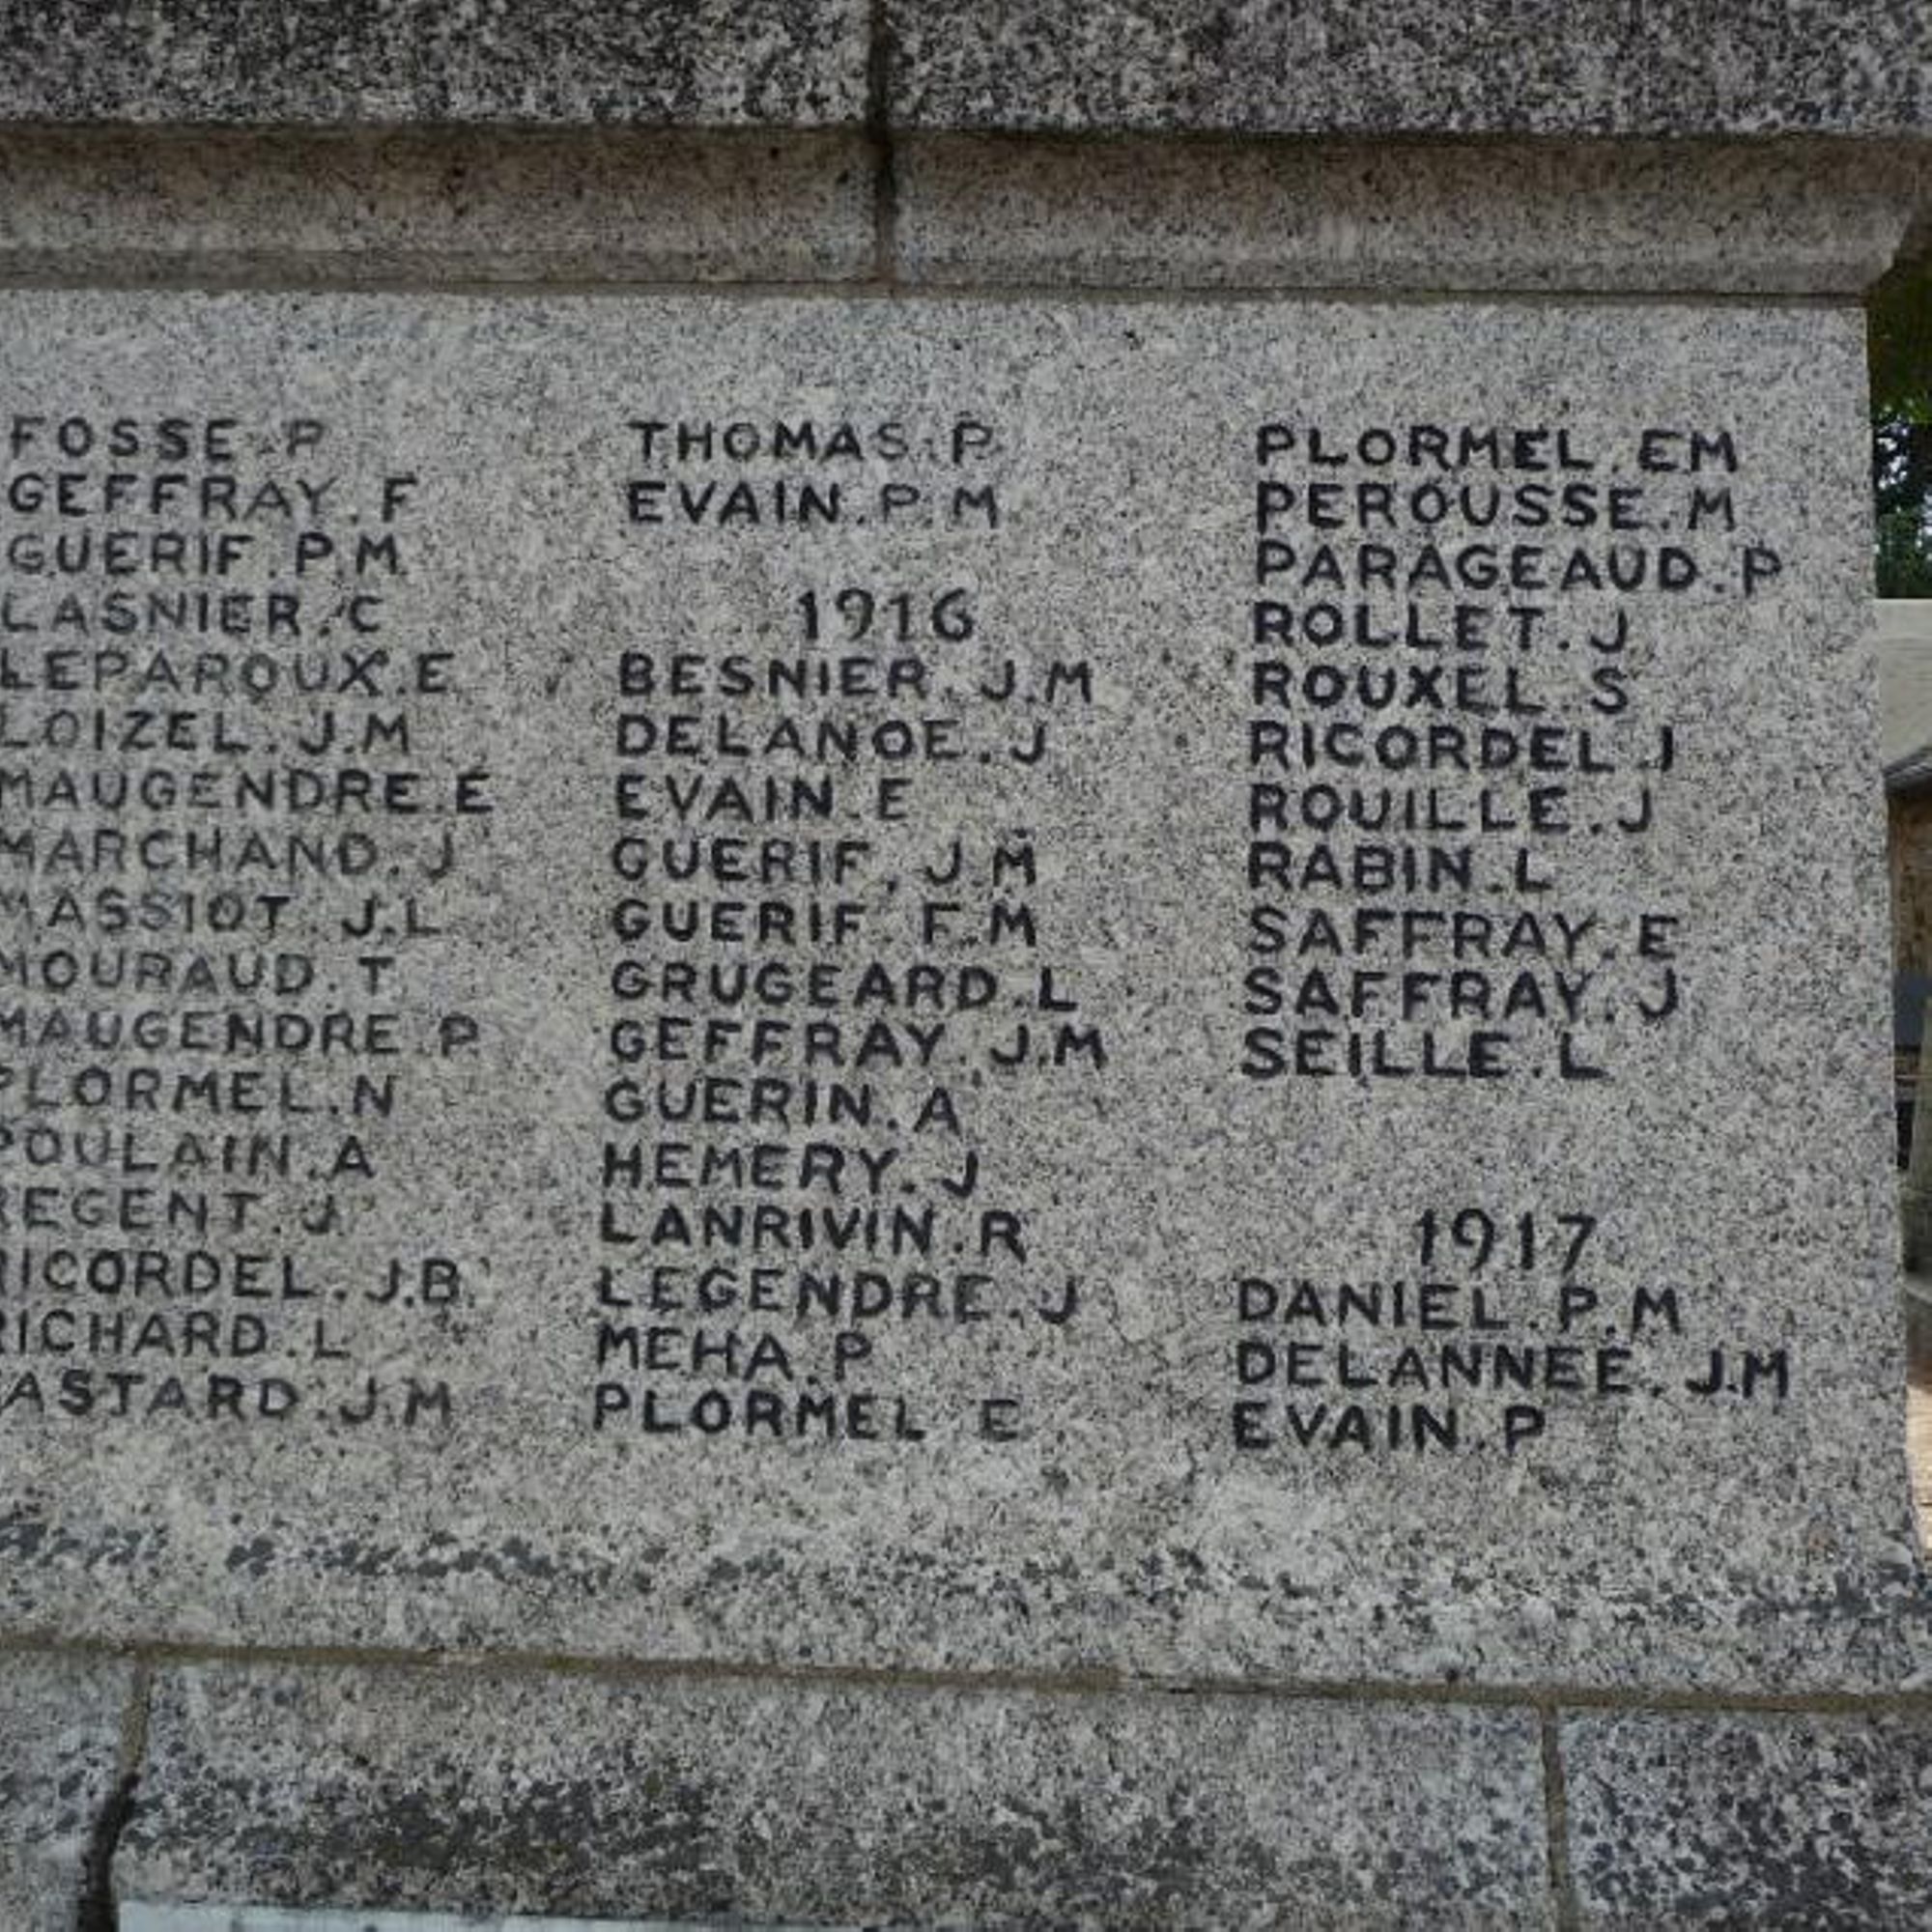 FOSSE.P
GEFFRAY.F
GUERIF.P.M
LASNIER.C
LEPAROUX.E
LOIZEL.J.M
MAUGENDRE.E
MARCHAND.J
MASSIOT.J.L
MOURAUD.T
MAUGENDRE.P
PLORMEL.N
POULAIN.A
REGENT.J
RICORDEL.J.B
RICHARD.L
ASTARD.J.M
THOMAS.P
EVAIN.P.M
1916
BESNIER.J.M
DELANOE.J
EVAIN.E
GUERIF.J.M
GUERIF.F.M
GRUGEARD.L
GEFFRAY.J.M
GUERIN.A
HEMERY.J
LANRIVIN.R
LEGENDRE.J
MEHA.P
PLORMEL E
PLORMEL.EM
PEROUSSE.M
PARAGEAUD.P
ROLLET.J
ROUXEL.S
RICORDEL.J
ROUILLE.J
RABIN.L
SAFFRAY.E
SAFFRAY.J
SEILLE.L
1917
DANIEL.P.M
DELANNEE.J.M
EVAIN.P